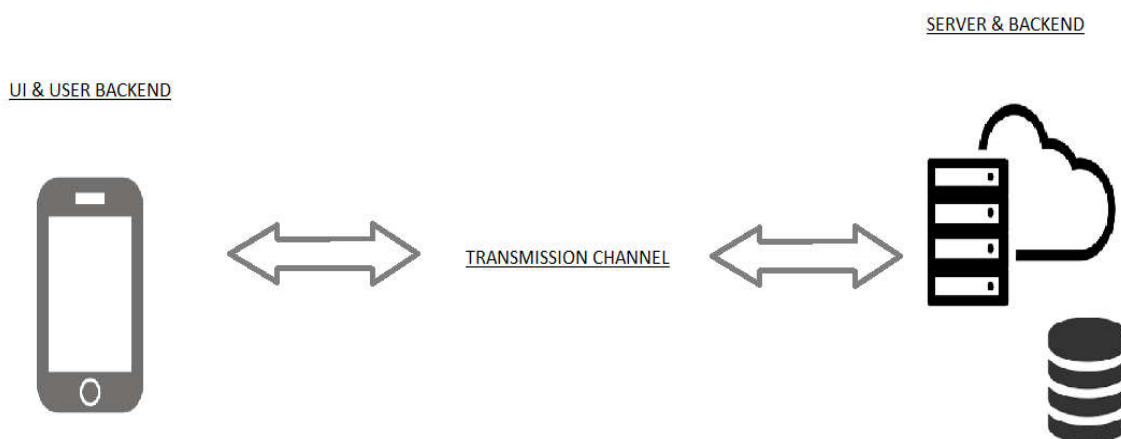 SERVER & BACKEND
UI & USER BACKEND
TRANSMISSION CHANNEL